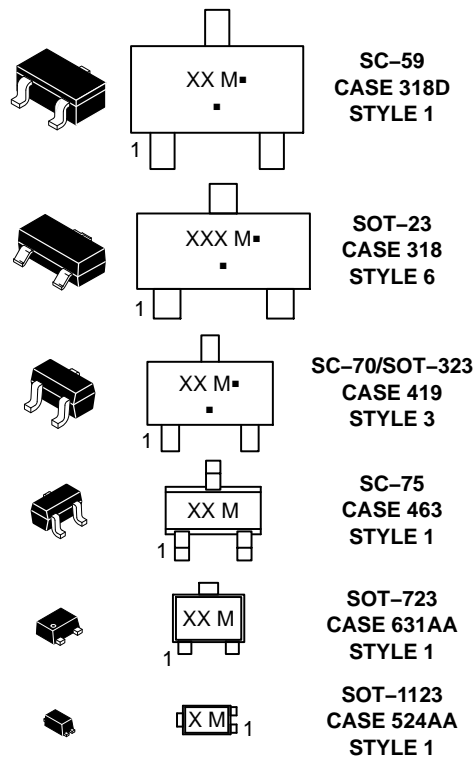 XX M▪
▪
1
SC–59
CASE 318D
STYLE 1
XXX M▪
▪
1
SOT–23
CASE 318
STYLE 6
XX M▪
▪
1
SC–70/SOT–323
CASE 419
STYLE 3
XX M
1
SC–75
CASE 463
STYLE 1
XX M
1
SOT–723
CASE 631AA
STYLE 1
X M
1
SOT–1123
CASE 524AA
STYLE 1